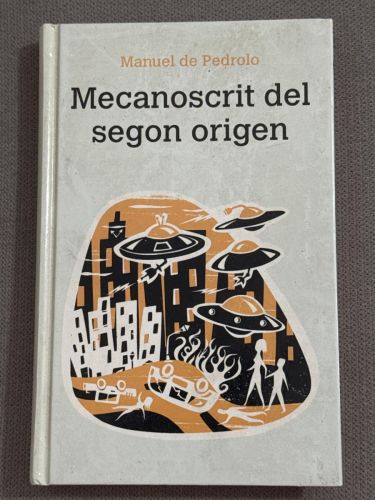 Manuel de Pedrolo
Mecanoscrit del
segon origen